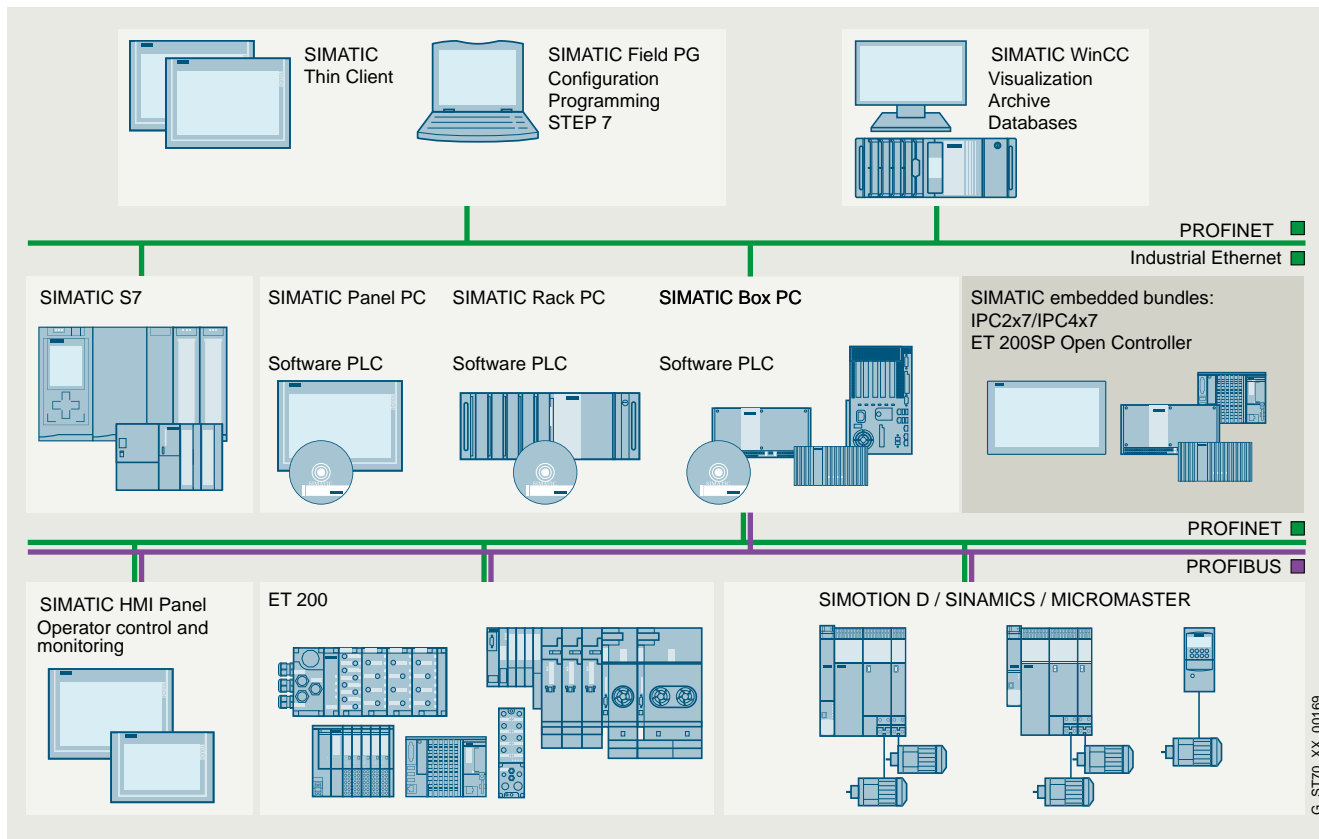 SIMATIC
Thin Client
SIMATIC Field PG
Configuration
Programming
STEP 7
SIMATIC WinCC
Visualization
Archive
Databases
PROFINET
Industrial Ethernet
SIMATIC S7
SIMATIC Panel PC
Software PLC
SIMATIC Rack PC
Software PLC
SIMATIC Box PC
Software PLC
SIMATIC embedded bundles:
IPC2x7/IPC4x7
ET 200SP Open Controller
PROFINET
PROFIBUS
SIMATIC HMI Panel
Operator control and
monitoring
ET 200
SIMOTION D / SINAMICS / MICROMASTER
G_ST70_XX_00169